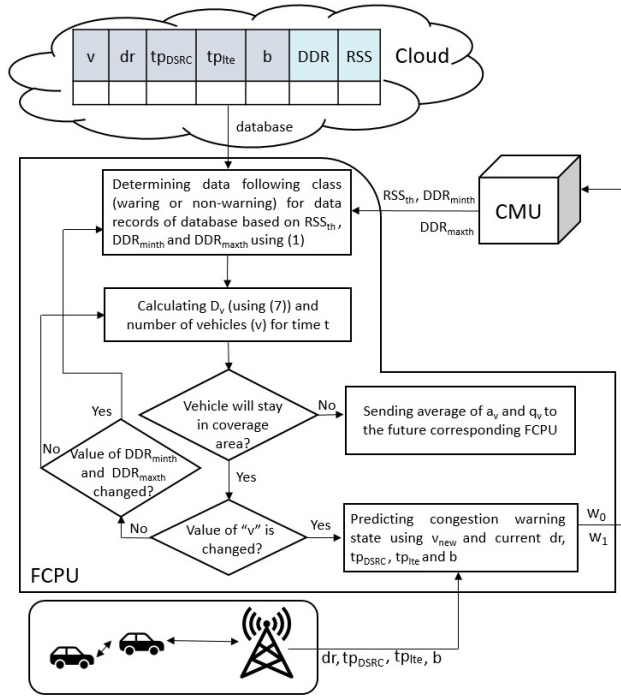 v dr tpDSRC tplte b DDR RSS
Cloud
database
Determining data following class
(waring or non-warning) for data
records of database based on RSSth ,
DDRminth and DDRmaxth using (1)
RSSth, DDRminth
DDRmaxth
CMU
Calculating Dv (using (7)) and
number of vehicles (v) for time t
Vehicle will stay
in coverage
area?
No
Sending average of av and qv to
the future corresponding FCPU
Yes
Yes
No
Value of DDRminth
and DDRmaxth
changed?
No
Value of “v” is
changed?
Yes
Predicting congestion warning
state using vnew and current dr,
tpDSRC, tplte and b
w0
w1
FCPU
dr, tpDSRC, tplte, b